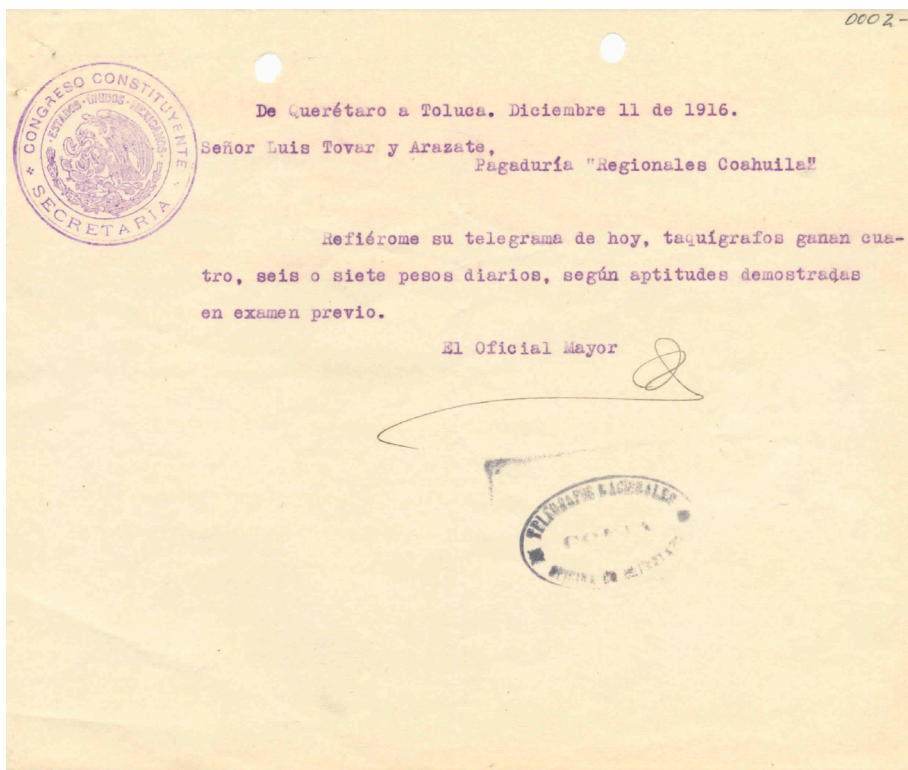 0002-
CONGRESO CONSTITUYENTE
ESTADOS·UNIDOS·MEXICANOS
SECRETARIA
De Querétaro a Toluca. Diciembre 11 de 1916.
Señor Luis Tovar y Arazate,
Pagaduría "Regionales Coahuila"
Refiérome su telegrama de hoy, taquígrafos ganan cua-
tro, seis o siete pesos diarios, según aptitudes demostradas
en examen previo.
El Oficial Mayor
TELEGRAFOS NACIONALES
COPIA
OFICINA